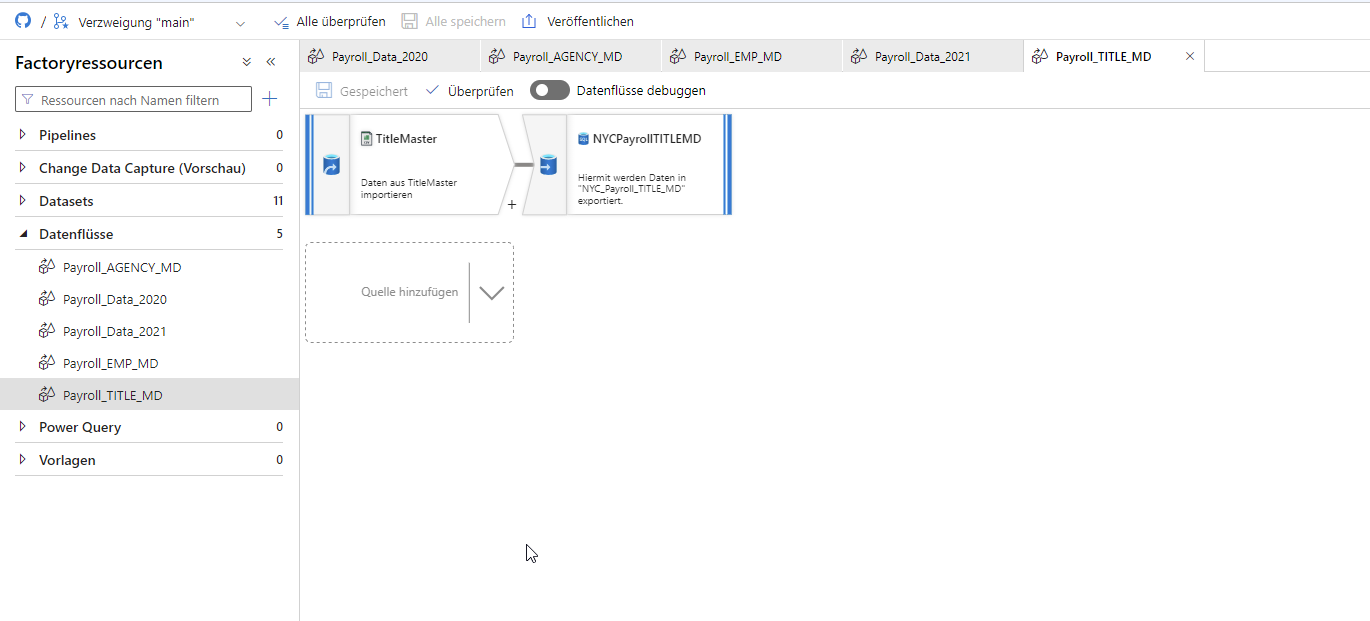 / Verzweigung "main" Alle überprüfen Alle speichern Veröffentlichen
Factoryressourcen
Ressourcen nach Namen filtern
Pipelines 0
Change Data Capture (Vorschau) 0
Datasets 11
Datenflüsse 5
Payroll_AGENCY_MD
Payroll_Data_2020
Payroll_Data_2021
Payroll_EMP_MD
Payroll_TITLE_MD
Power Query 0
Vorlagen 0
Payroll_Data_2020 Payroll_AGENCY_MD Payroll_EMP_MD Payroll_Data_2021 Payroll_TITLE_MD
Gespeichert Überprüfen Datenflüsse debuggen
TitleMaster
Daten aus TitleMaster
importieren
+
NYCPayrollTITLEMD
Hiermit werden Daten in
"NYC_Payroll_TITLE_MD"
exportiert.
Quelle hinzufügen